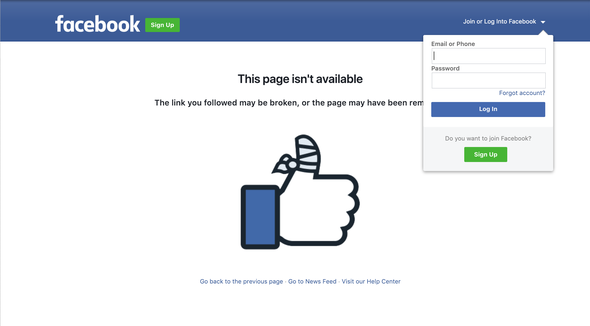 facebook
Sign Up
Join or Log Into Facebook
Email or Phone
Password
Forgot account?
Log In
Do you want to join Facebook?
Sign Up
This page isn't available
The link you followed may be broken, or the page may have been
Go back to the previous page · Go to News Feed · Visit our Help Center